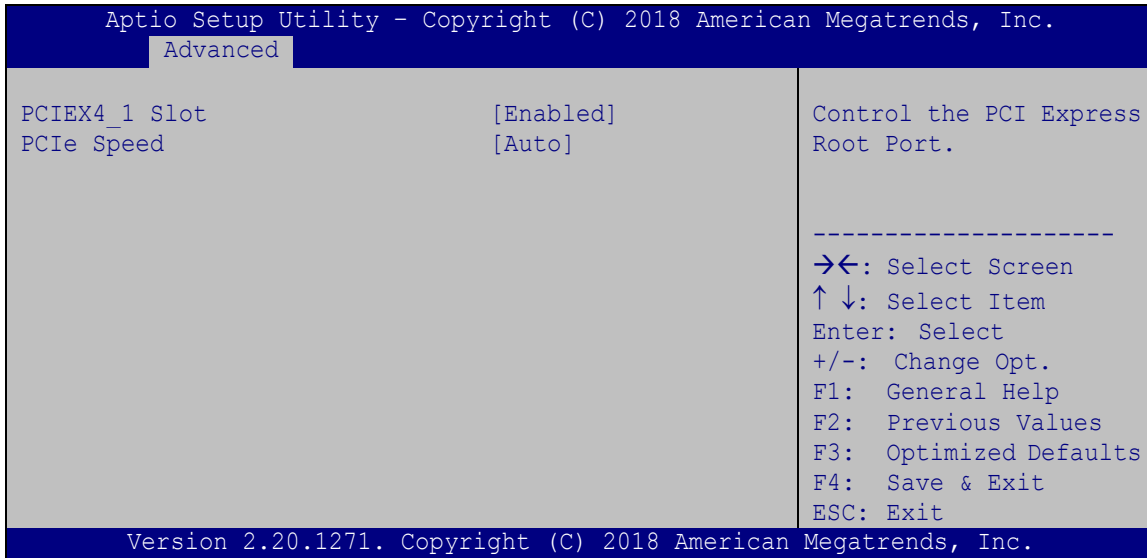 Aptio Setup Utility – Copyright (C) 2018 American Megatrends, Inc.
Advanced
PCIEX4_1 Slot [Enabled]
PCIe Speed [Auto]
Control the PCI Express
Root Port.
---------------------
→←: Select Screen
↑ ↓: Select Item
Enter: Select
+/-: Change Opt.
F1: General Help
F2: Previous Values
F3: Optimized Defaults
F4: Save & Exit
ESC: Exit
Version 2.20.1271. Copyright (C) 2018 American Megatrends, Inc.